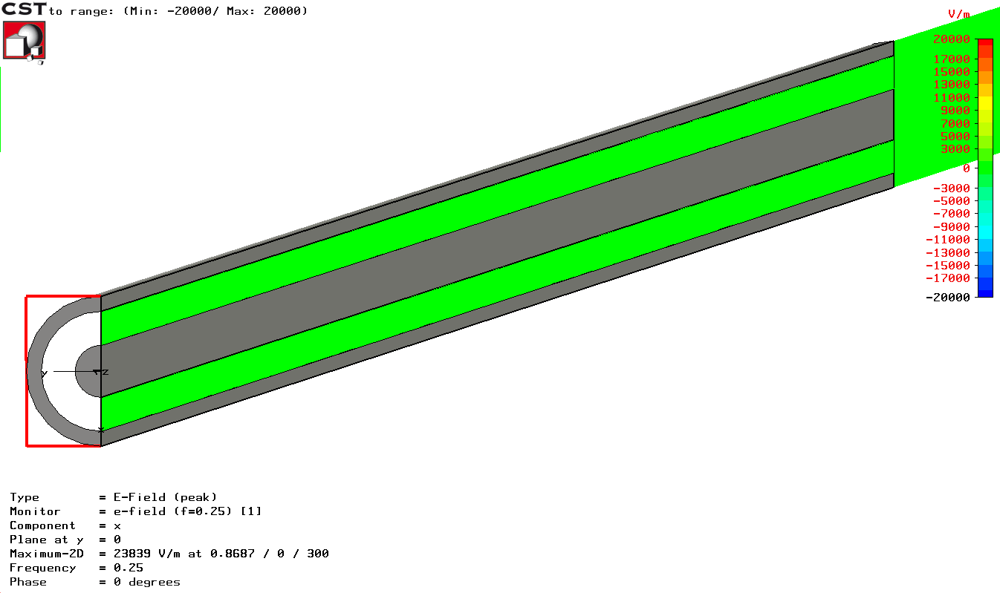 CST to range: (Min: -20000/ Max: 20000)
V/m
20000
17000
15000
13000
11000
9000
7000
5000
3000
0
-3000
-5000
-7000
-9000
-11000
-13000
-15000
-17000
-20000
y
z
x
Type = E-Field (peak)
Monitor = e-field (f=0.25) [1]
Component = x
Plane at y = 0
Maximum-2D = 23839 V/m at 0.8687 / 0 / 300
Frequency = 0.25
Phase = 0 degrees